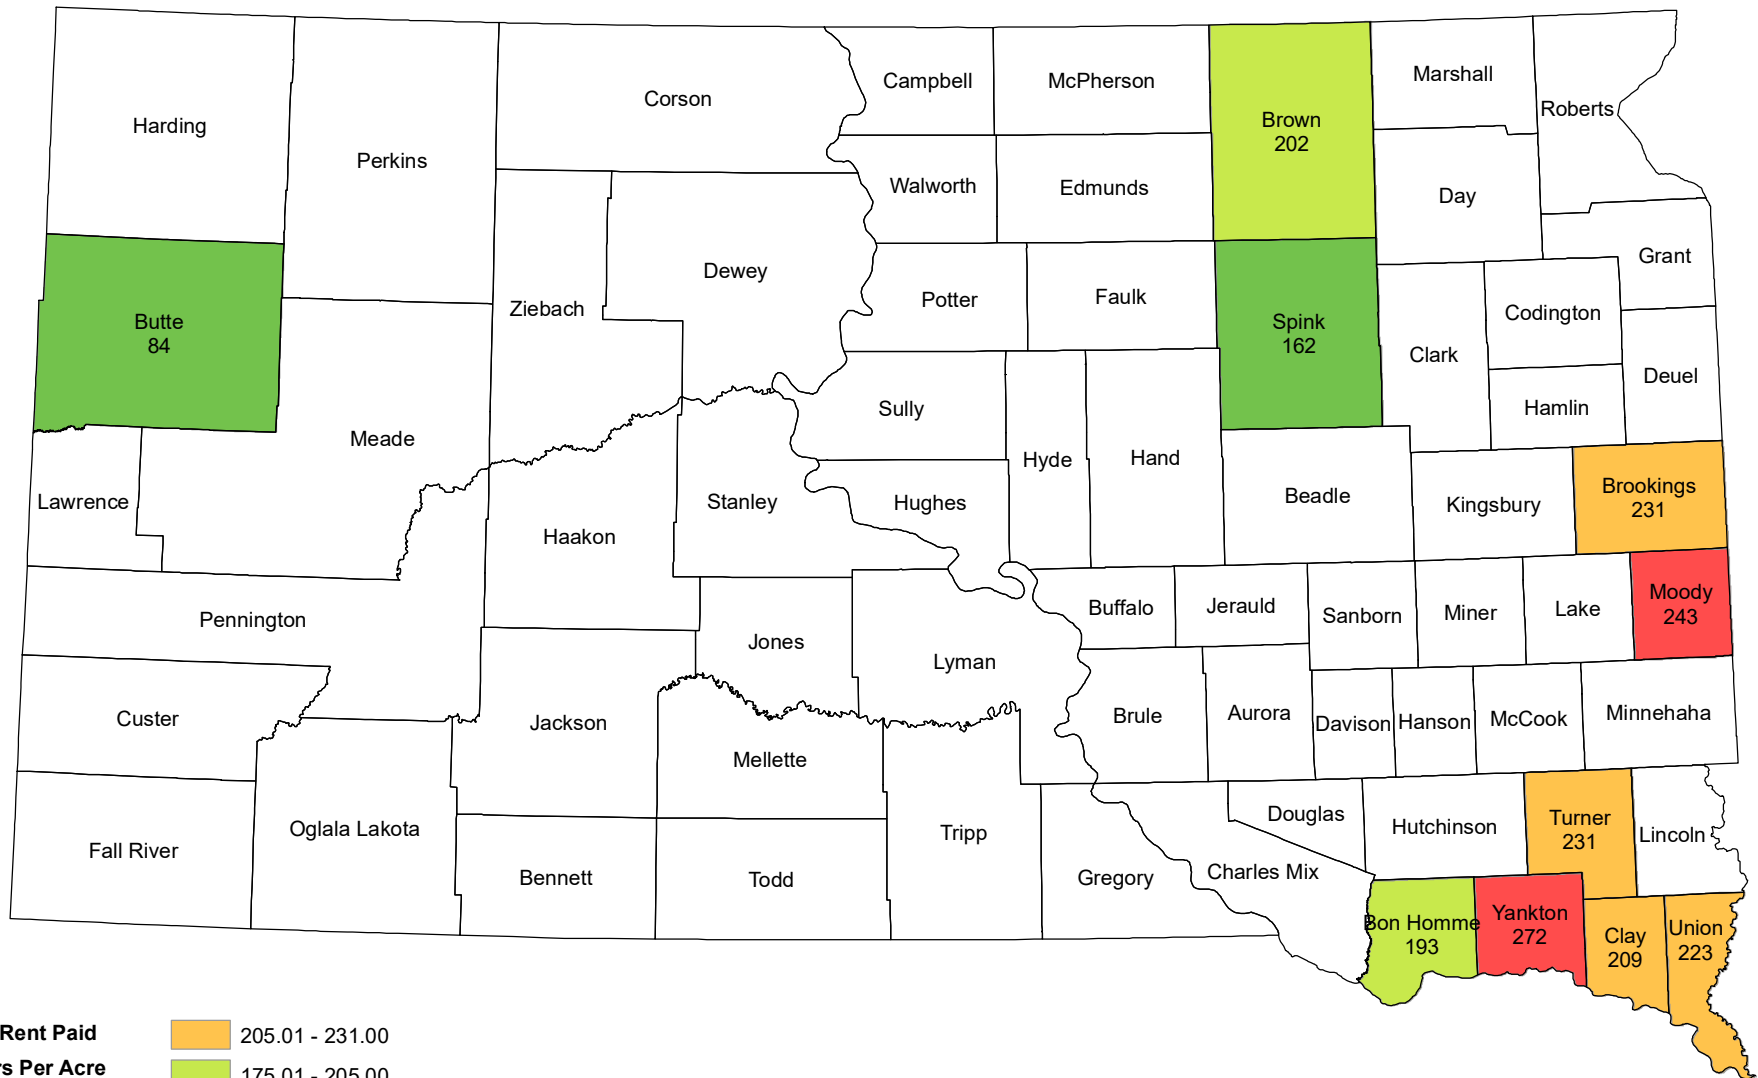 Harding
Perkins
Corson
Campbell
McPherson
Brown
202
Marshall
Roberts
Walworth
Edmunds
Day
Butte
84
Ziebach
Dewey
Potter
Faulk
Spink
162
Clark
Codington
Grant
Hamlin
Deuel
Meade
Lawrence
Haakon
Stanley
Sully
Hughes
Hyde
Hand
Beadle
Kingsbury
Brookings
231
Pennington
Jones
Lyman
Buffalo
Jerauld
Sanborn
Miner
Lake
Moody
243
Custer
Jackson
Mellette
Brule
Aurora
Davison
Hanson
McCook
Minnehaha
Fall River
Oglala Lakota
Bennett
Todd
Tripp
Gregory
Charles Mix
Douglas
Hutchinson
Turner
231
Lincoln
Bon Homme
193
Yankton
272
Clay
209
Union
223
Rent Paid
205.01 - 231.00
s Per Acre
175.01 - 205.00